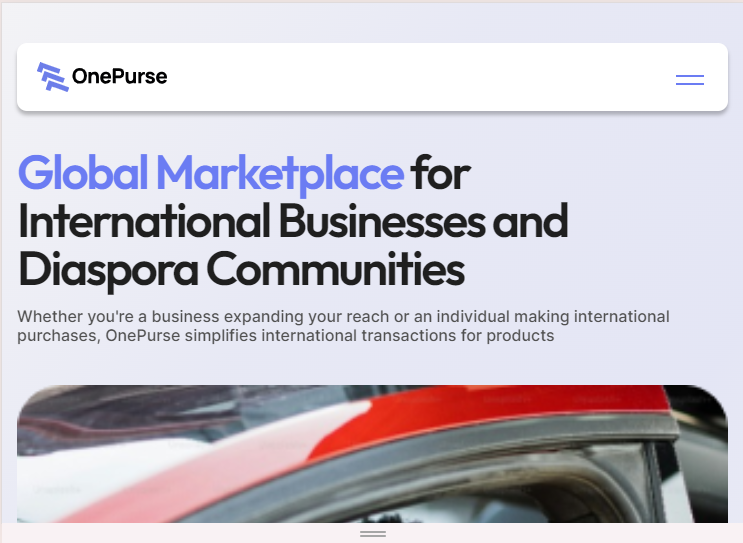 OnePurse
Global Marketplace for
International Businesses and
Diaspora Communities
Whether you're a business expanding your reach or an individual making international
purchases, OnePurse simplifies international transactions for products